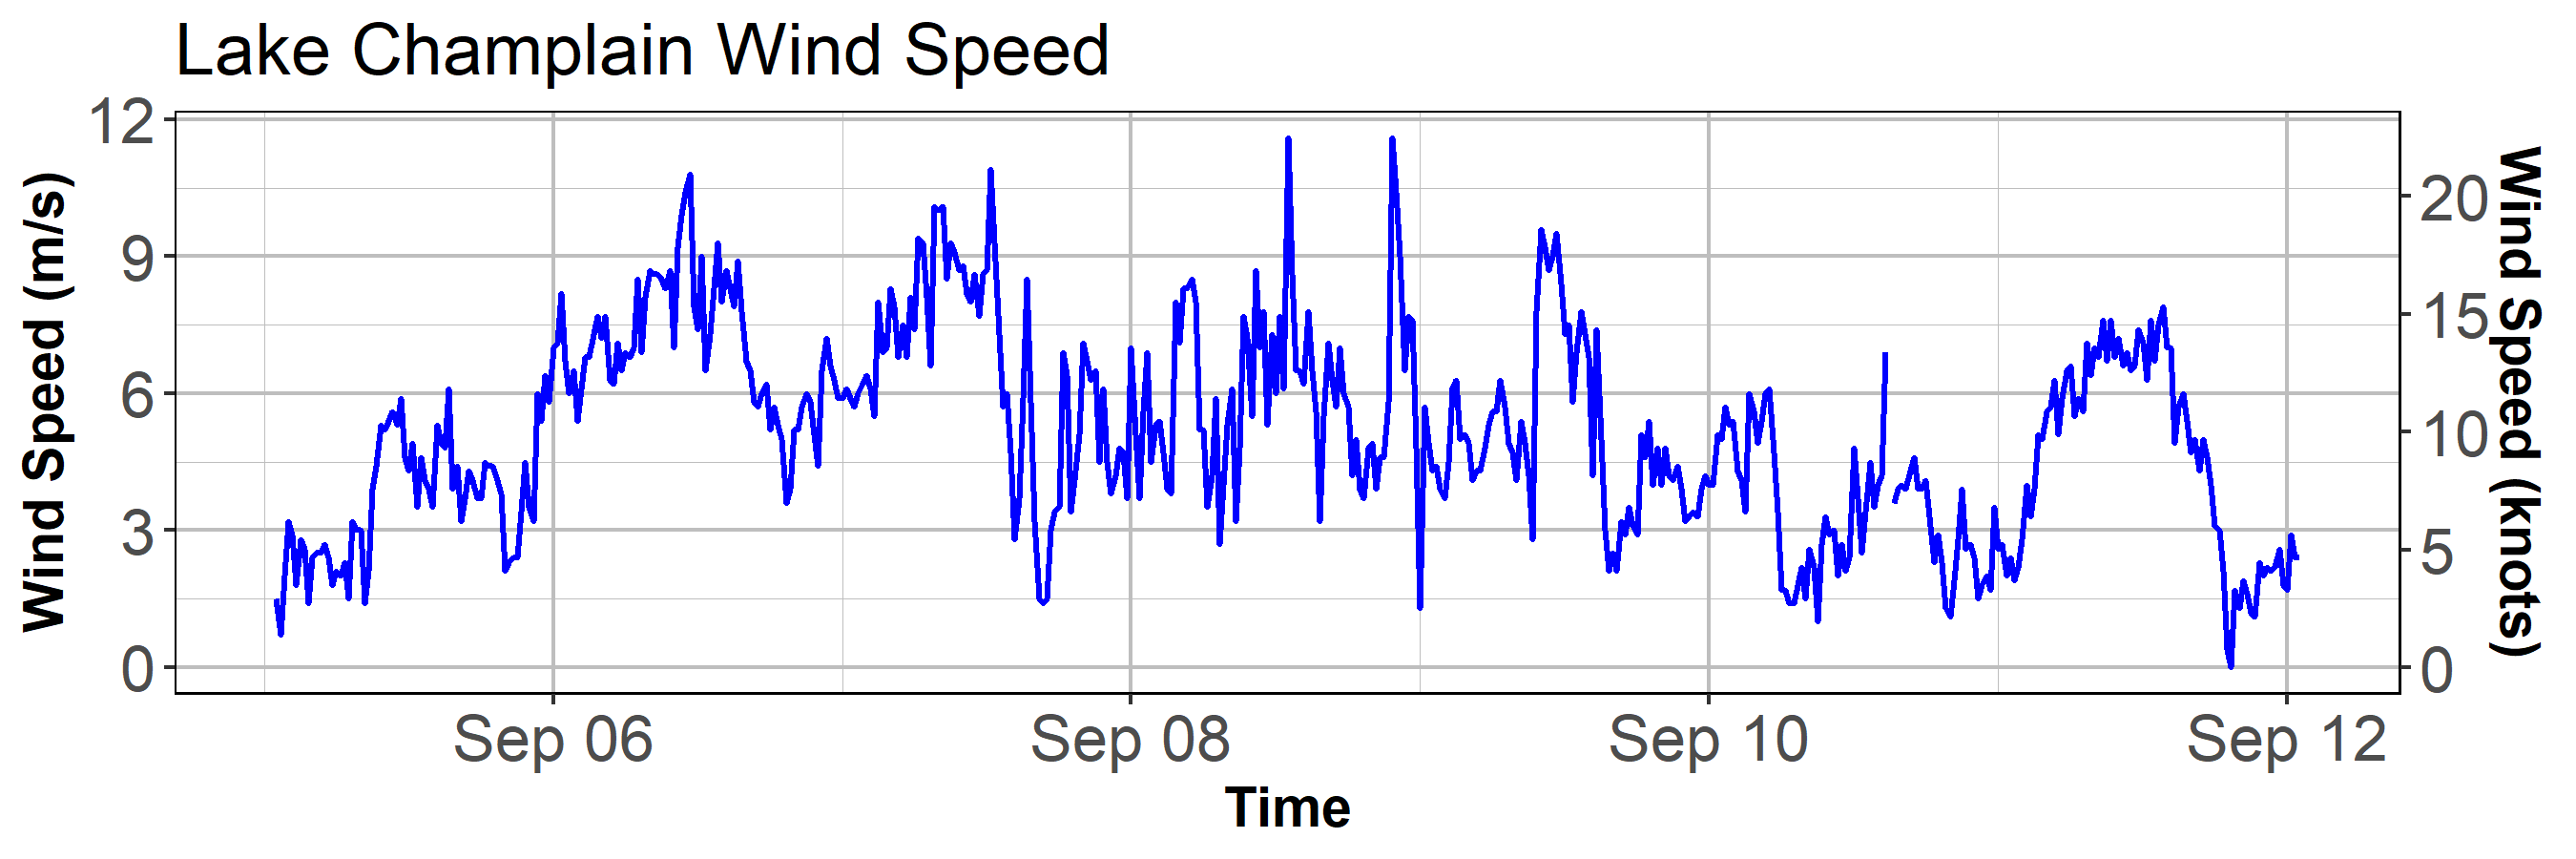 Lake Champlain Wind Speed
Wind Speed (m/s)
12
9
6
3
0
20
15
10
5
0
Wind Speed (knots)
Sep 06 Sep 08 Sep 10 Sep 12
Time